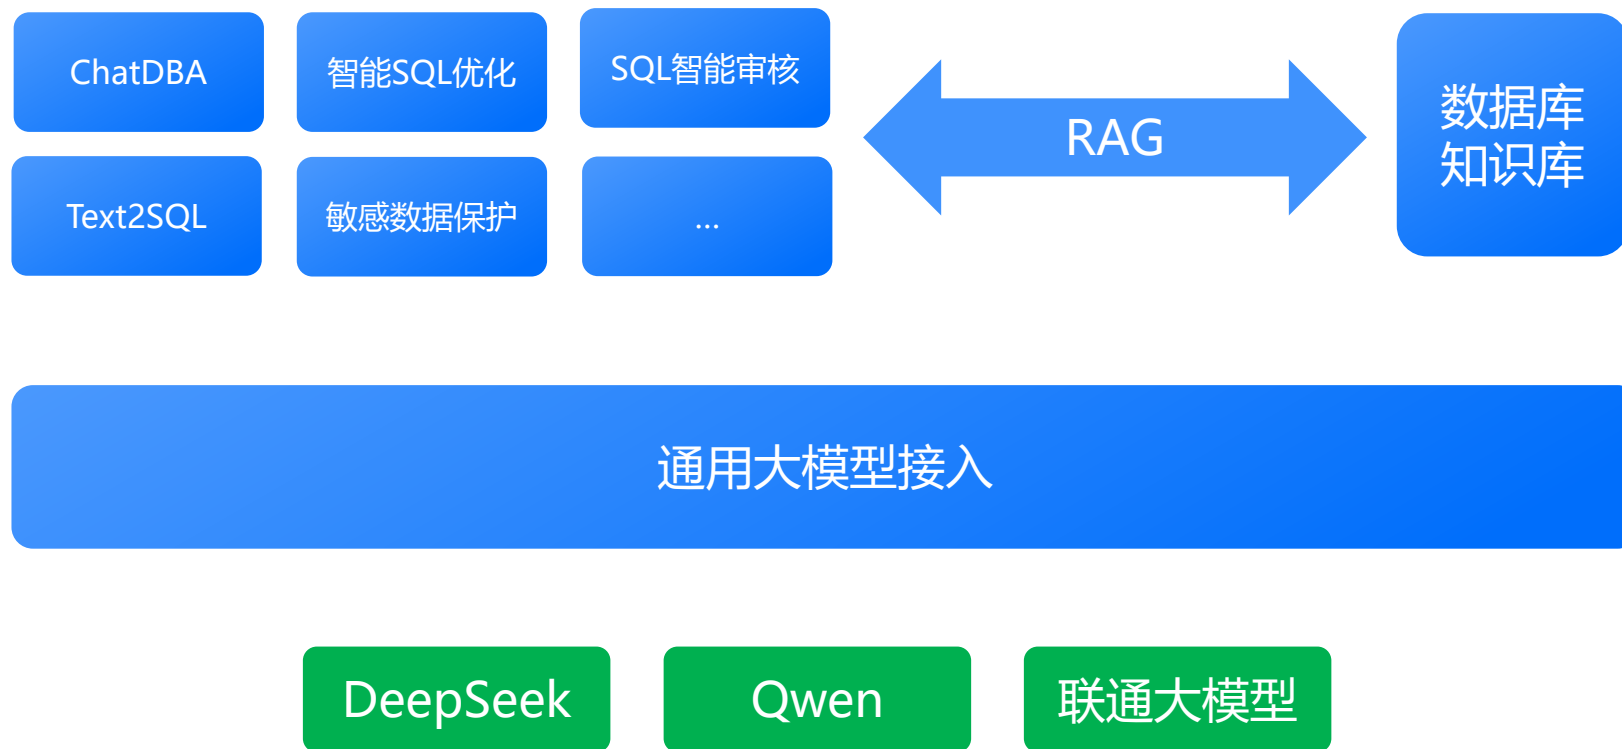 ChatDBA
智能SQL优化
SQL智能审核
Text2SQL
敏感数据保护
...
RAG
数据库
知识库
通用大模型接入
DeepSeek
Qwen
联通大模型